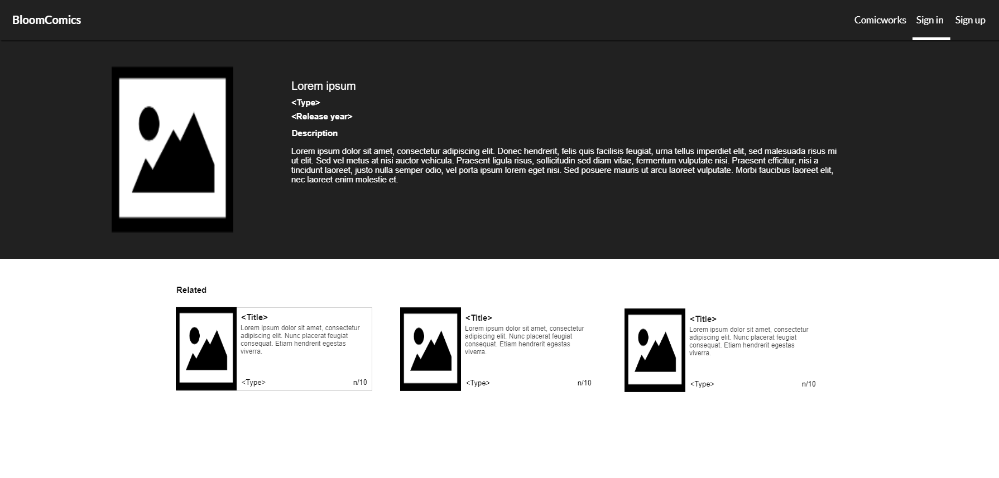 BloomComics
Comicworks
Sign in
Sign up
Lorem ipsum
<Type>
<Release year>
Description
Lorem ipsum dolor sit amet, consectetur adipiscing elit. Donec hendrerit, felis quis facilisis feugiat, urna tellus imperdiet elit, sed malesuada risus mi
ut elit. Sed vel metus at nisi auctor vehicula. Praesent ligula risus, sollicitudin sed diam vitae, fermentum vulputate nisi. Praesent efficitur, nisi a
tincidunt laoreet, justo nulla semper odio, vel porta ipsum lorem eget nisi. Sed posuere mauris ut arcu laoreet vulputate. Morbi faucibus laoreet elit,
nec laoreet enim molestie et.
Related
<Title>
Lorem ipsum dolor sit amet, consectetur
adipiscing elit. Nunc placerat feugiat
consequat. Etiam hendrerit egestas
viverra.
<Type>
n/10
<Title>
Lorem ipsum dolor sit amet, consectetur
adipiscing elit. Nunc placerat feugiat
consequat. Etiam hendrerit egestas
viverra.
<Type>
n/10
<Title>
Lorem ipsum dolor sit amet, consectetur
adipiscing elit. Nunc placerat feugiat
consequat. Etiam hendrerit egestas
viverra.
<Type>
n/10